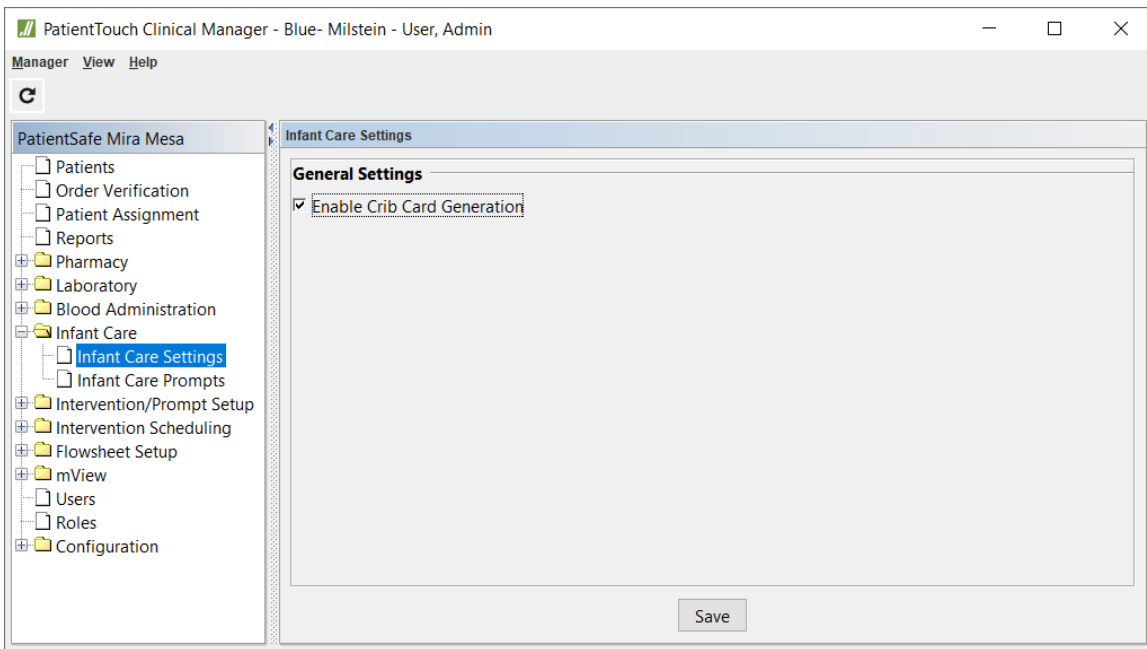 PatientTouch Clinical Manager - Blue- Milstein - User, Admin
Manager View Help
PatientSafe Mira Mesa
Patients
Order Verification
Patient Assignment
Reports
Pharmacy
Laboratory
Blood Administration
Infant Care
Infant Care Settings
Infant Care Prompts
Intervention/Prompt Setup
Intervention Scheduling
Flowsheet Setup
mView
Users
Roles
Configuration
Infant Care Settings
General Settings
Enable Crib Card Generation
Save